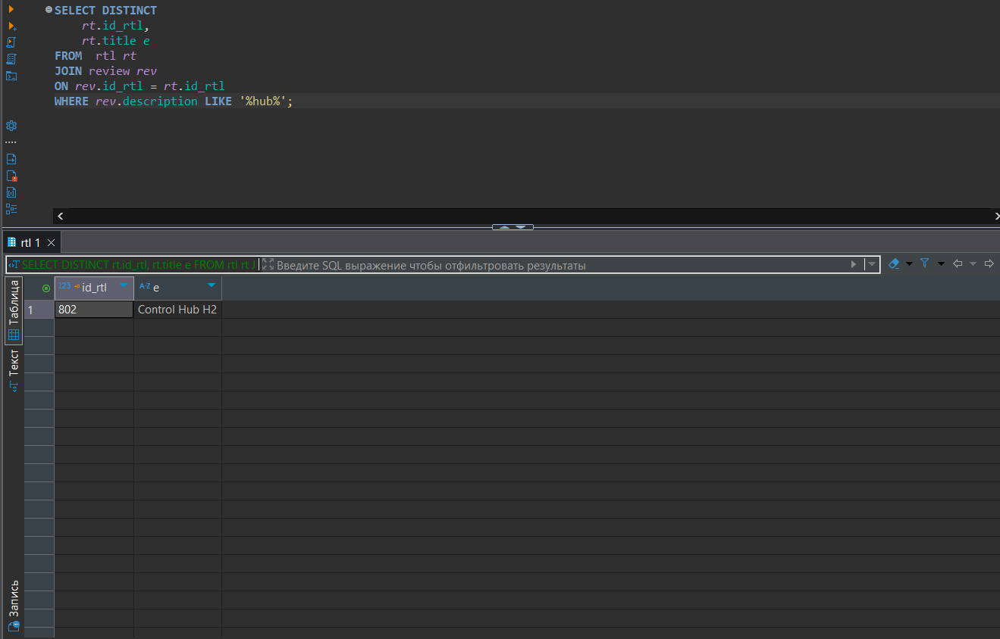 SELECT DISTINCT
rt.id_rtl,
rt.title e
FROM  rtl rt
JOIN review rev
ON rev.id_rtl = rt.id_rtl
WHERE rev.description LIKE '%hub%';
rtl 1
SELECT DISTINCT rt.id_rtl, rt.title e FROM rtl rt J
Введите SQL выражение чтобы отфильтровать результаты
Таблица
123 id_rtl
A-Z e
1 802 Control Hub H2
Текст
Запись